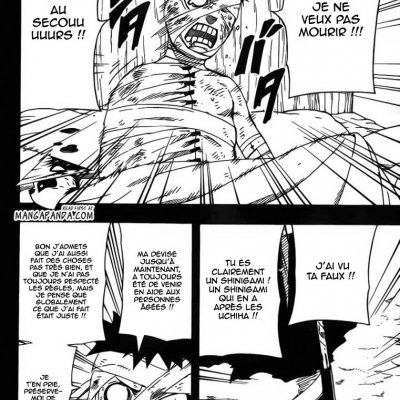 JE NE
VEUX PAS
MOURIR !!!
AU
SECOUU
UUURS !!
READ FIRST AT
MANGAPANDA.COM
J'AI VU
TA FAUX !!
TU ES
CLAIREMENT
UN SHINIGAMI !
UN SHINIGAMI
QUI EN
A APRÈS
LES
UCHIHA !!
MA DEVISE
JUSQU'À
MAINTENANT,
A TOUJOURS
ÉTÉ DE VENIR
EN AIDE AUX
PERSONNES
ÂGÉES !!
BON J'ADMETS
QUE J'AI AUSSI
FAIT DES CHOSES
PAS TRÈS BIEN, ET
QUE JE N'AI PAS
TOUJOURS RESPECTÉ
LES RÈGLES, MAIS
JE PENSE QUE
GLOBALEMENT
CE QUE J'AI FAIT
ÉTAIT JUSTE !!
JE
T'EN PRIE,
PRÉSERVE-
MOI DE